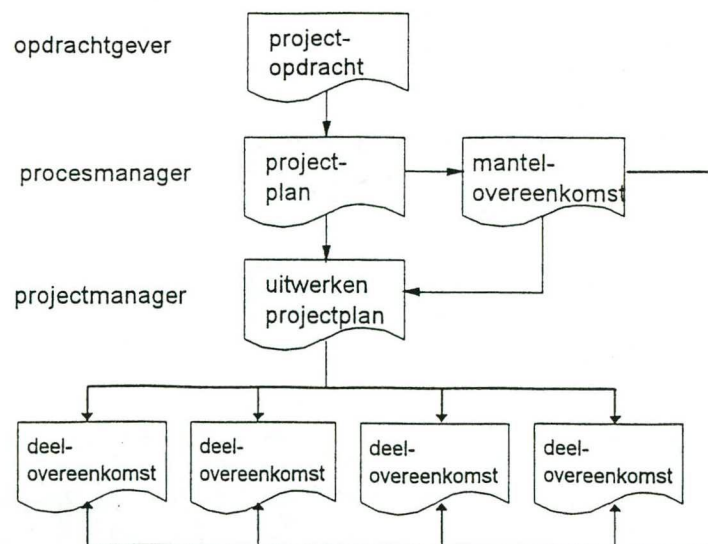 opdrachtgever
project-
opdracht
procesmanager
project-
plan
mantel-
overeenkomst
projectmanager
uitwerken
projectplan
deel-
overeenkomst
deel-
overeenkomst
deel-
overeenkomst
deel-
overeenkomst